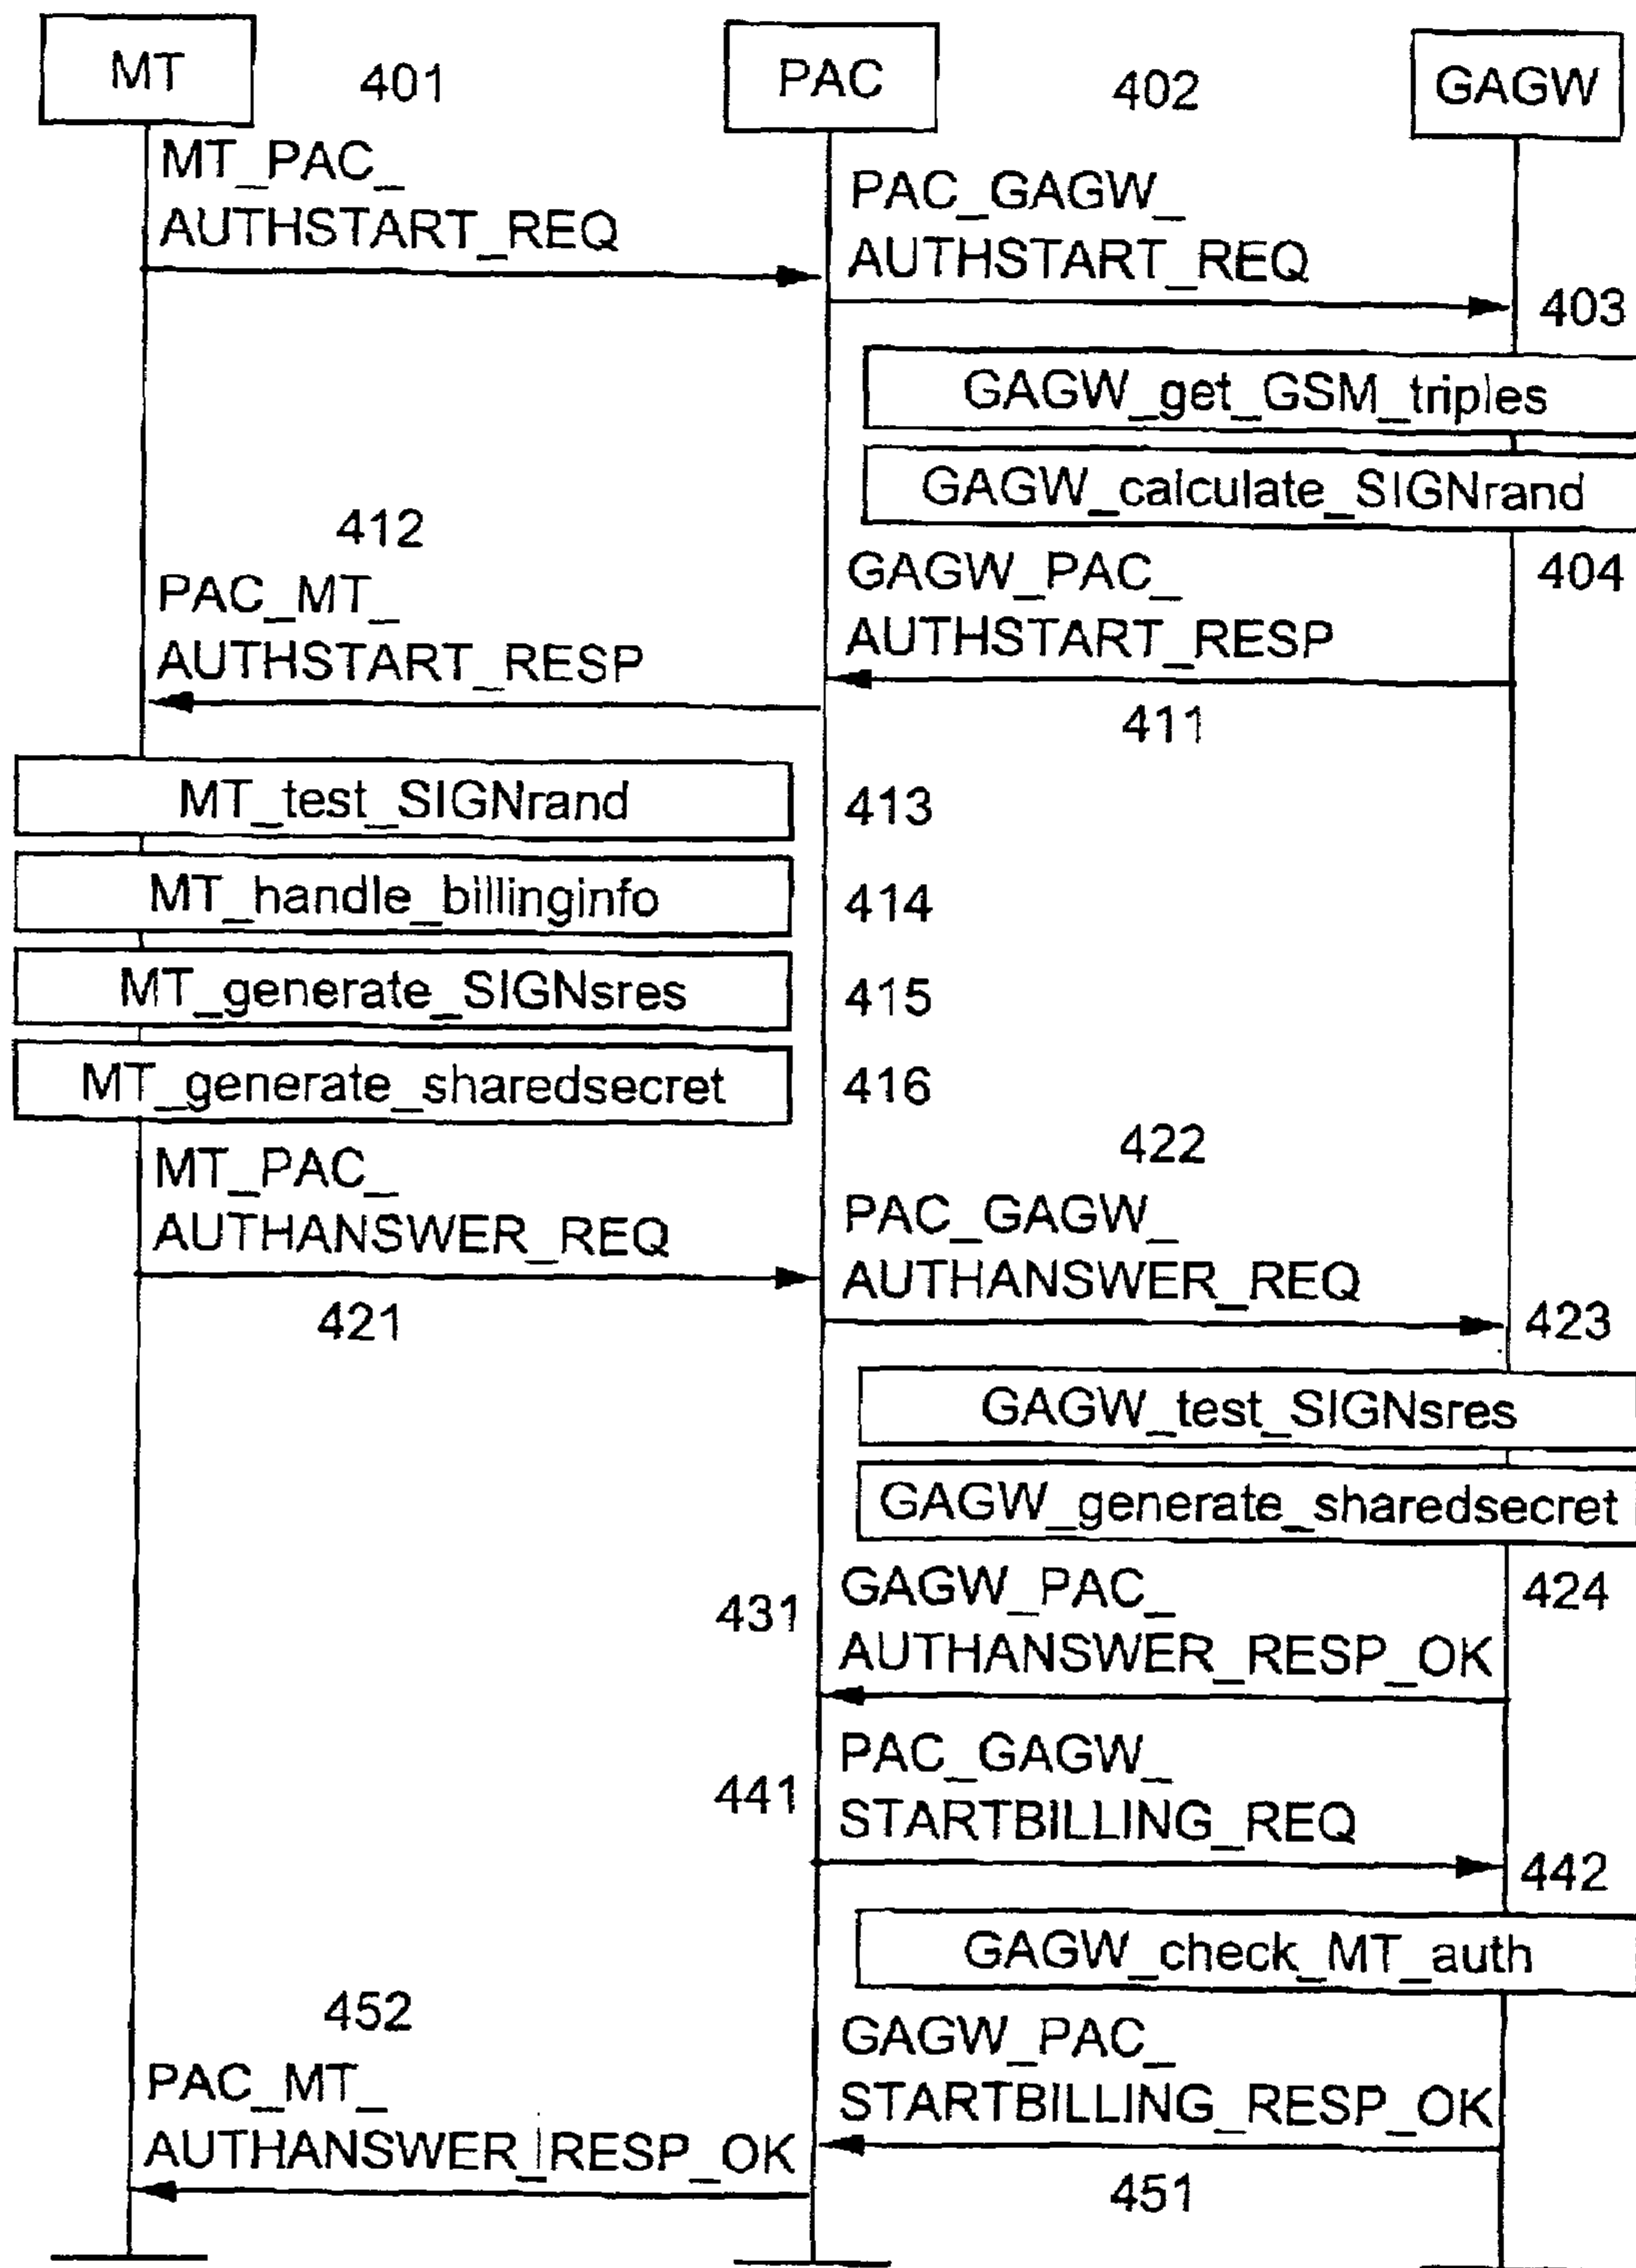 MT
401
PAC
402
GAGW
MT_PAC_
AUTHSTART_REQ
PAC_GAGW_
AUTHSTART_REQ
403
GAGW_get_GSM_triples
GAGW_calculate_SIGNrand
404
GAGW_PAC_
AUTHSTART_RESP
411
412
PAC_MT_
AUTHSTART_RESP
MT_test_SIGNrand
413
MT_handle_billinginfo
414
MT_generate_SIGNsres
415
MT_generate_sharedsecret
416
MT_PAC_
AUTHANSWER_REQ
421
422
PAC_GAGW_
AUTHANSWER_REQ
423
GAGW_test_SIGNsres
GAGW_generate_sharedsecret
424
431
GAGW_PAC_
AUTHANSWER_RESP_OK
441
PAC_GAGW_
STARTBILLING_REQ
442
GAGW_check_MT_auth
GAGW_PAC_
STARTBILLING_RESP_OK
451
452
PAC_MT_
AUTHANSWER_RESP_OK